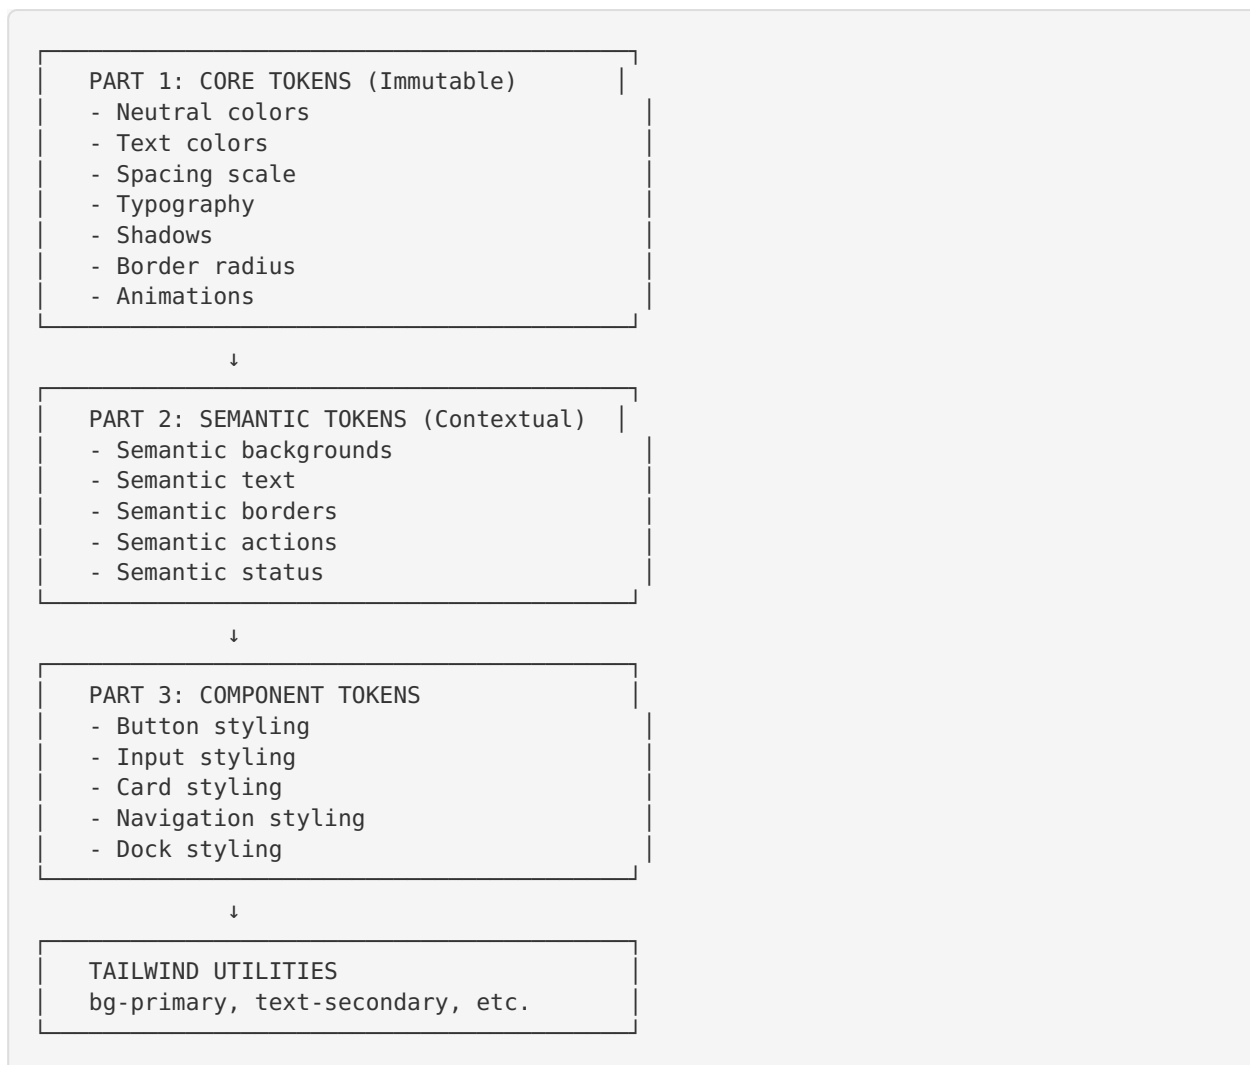 PART 1: CORE TOKENS (Immutable)
- Neutral colors
- Text colors
- Spacing scale
- Typography
- Shadows
- Border radius
- Animations
↓
PART 2: SEMANTIC TOKENS (Contextual)
- Semantic backgrounds
- Semantic text
- Semantic borders
- Semantic actions
- Semantic status
↓
PART 3: COMPONENT TOKENS
- Button styling
- Input styling
- Card styling
- Navigation styling
- Dock styling
↓
TAILWIND UTILITIES
bg-primary, text-secondary, etc.